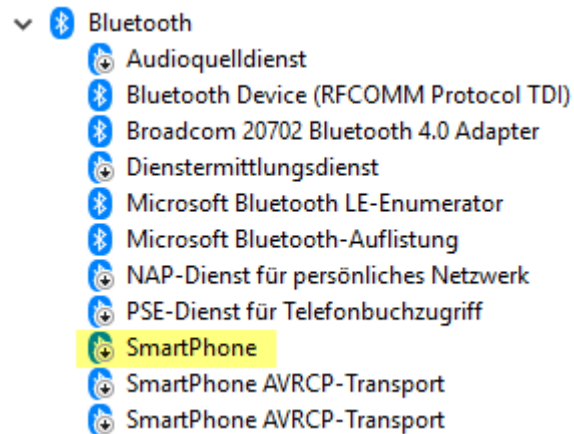 Bluetooth
Audioquelldienst
Bluetooth Device (RFCOMM Protocol TDI)
Broadcom 20702 Bluetooth 4.0 Adapter
Dienstermittlungsdienst
Microsoft Bluetooth LE-Enumerator
Microsoft Bluetooth-Auflistung
NAP-Dienst für persönliches Netzwerk
PSE-Dienst für Telefonbuchzugriff
SmartPhone
SmartPhone AVRCP-Transport
SmartPhone AVRCP-Transport